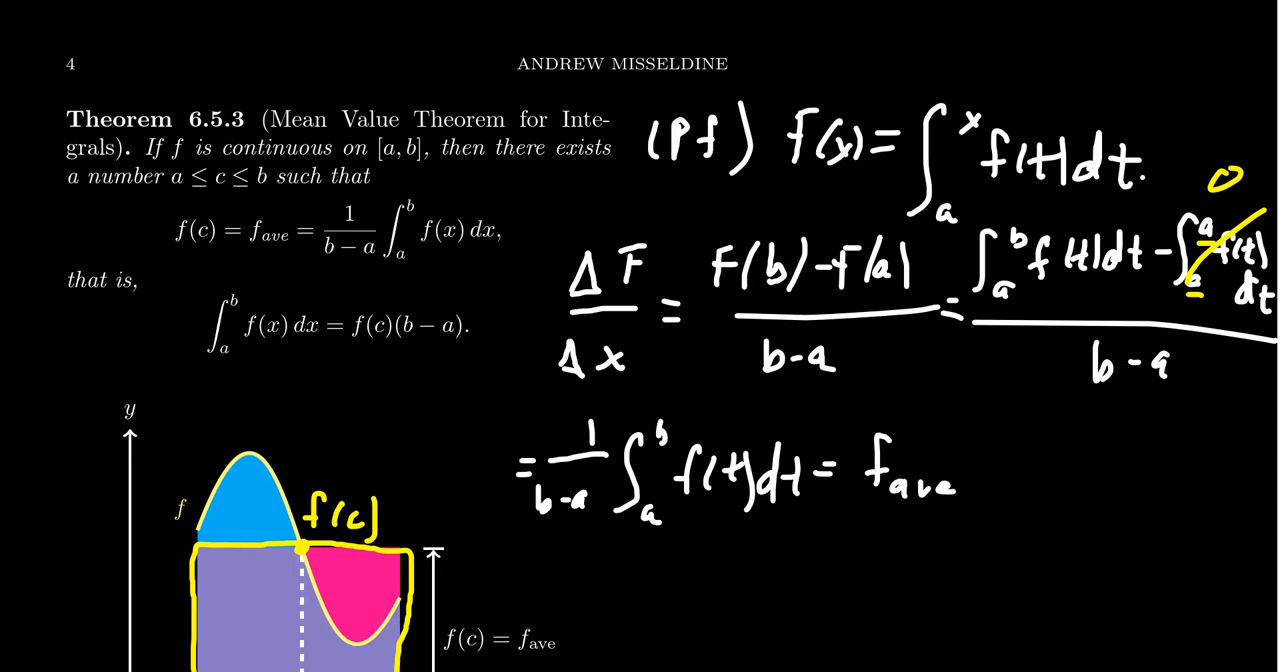 4 ANDREW MISSELDINE
Theorem 6.5.3 (Mean Value Theorem for Inte-
grals). If f is continuous on [a, b], then there exists
a number a ≤ c ≤ b such that
f(c) = f_ave = 1/(b − a) ∫_a^b f(x) dx,
that is,
∫_a^b f(x) dx = f(c)(b − a).
y
f
f(c)
f(c) = f_ave
(Pf) F(x) = ∫_a^x f(t)dt.
ΔF/Δx = (F(b) − F(a))/(b − a) = (∫_a^b f(t)dt − ∫_a^a f(t)dt)/(b − a)
0
= 1/(b−a) ∫_a^b f(t)dt = f_ave